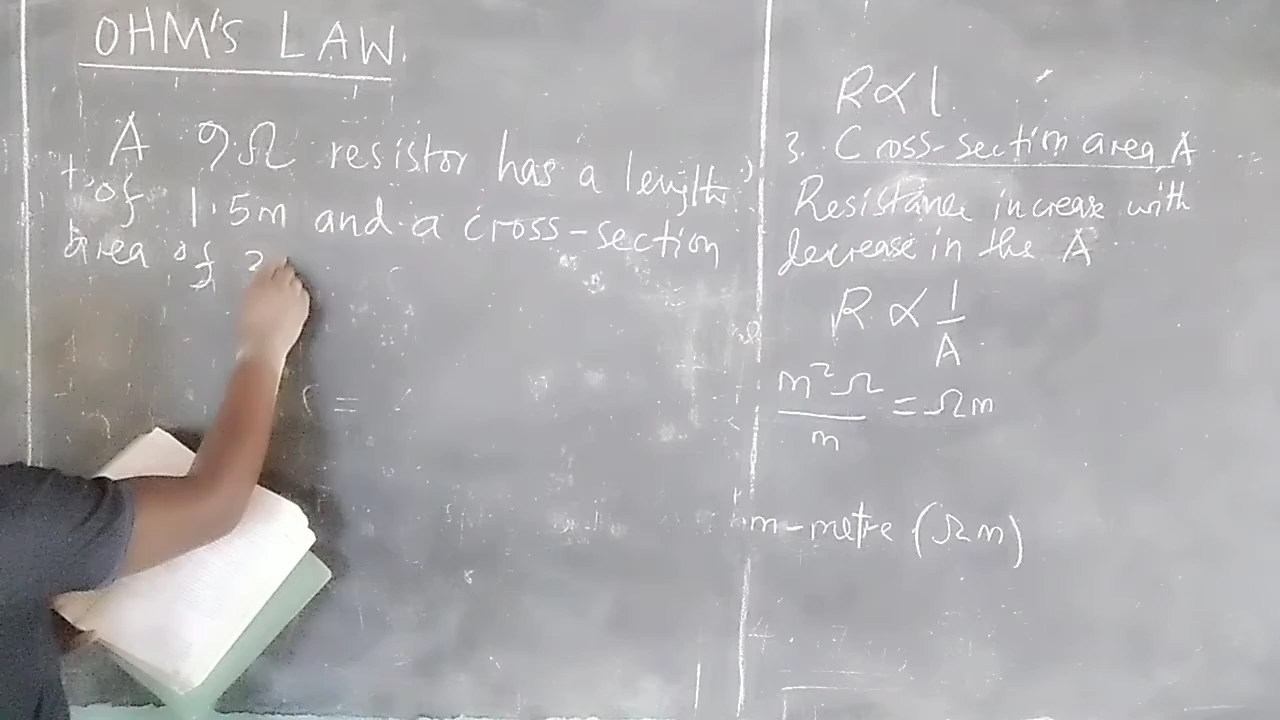 OHM'S LAW.
A 9Ω resistor has a length
of 1.5m and a cross-section
area of
R ∝ l
3. Cross-section area A
Resistance increase with
decrease in the A
R ∝ 1/A
m²Ω/m = Ωm
m-metre (Ωm)